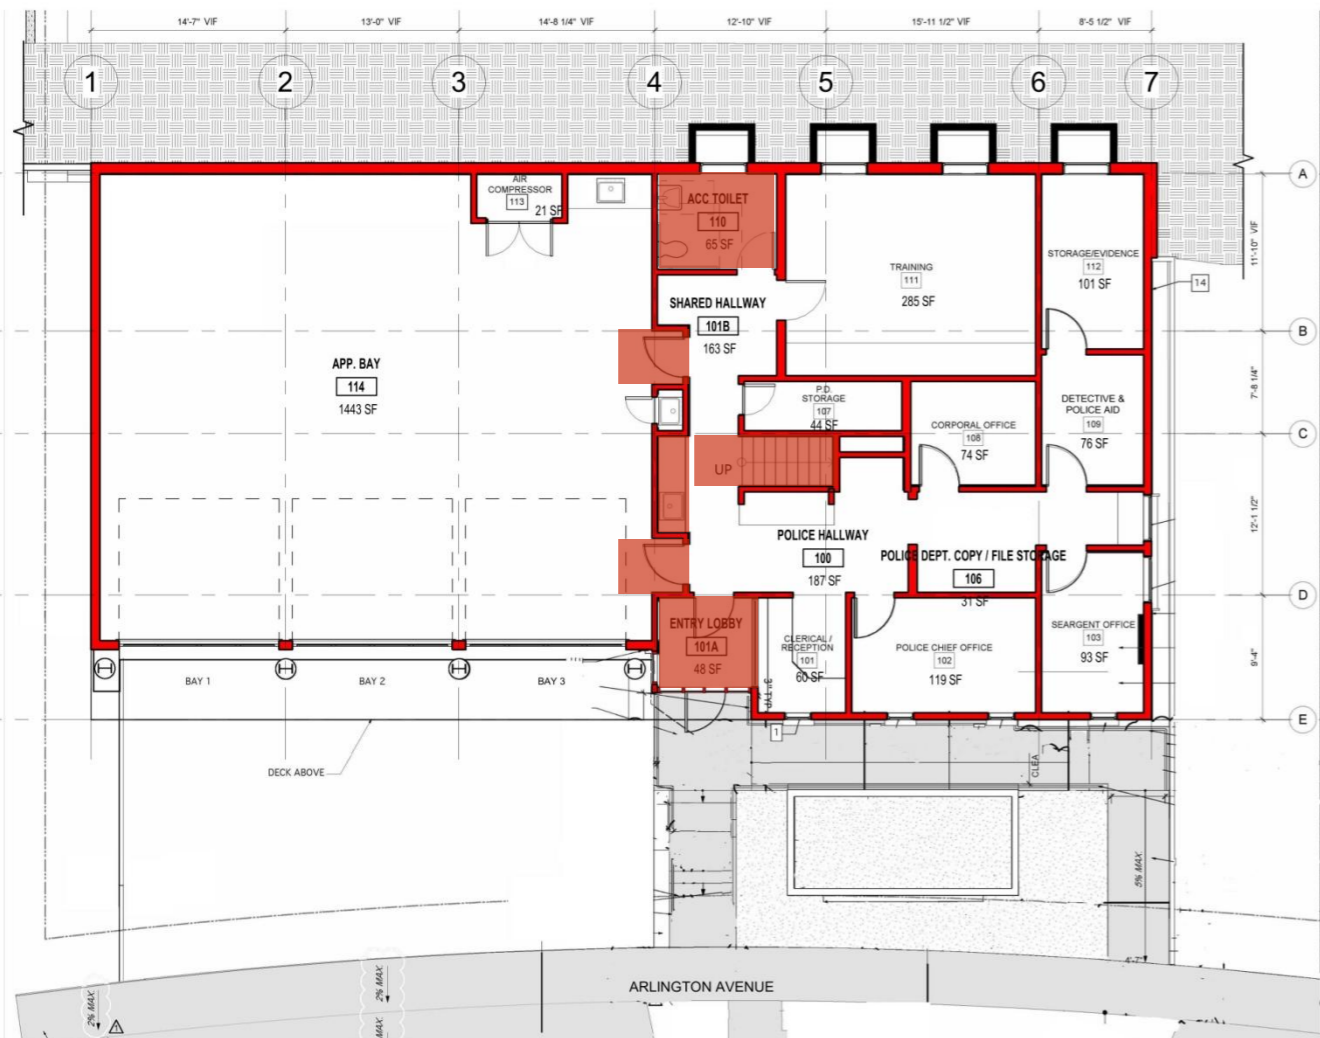 14'-7" VIF
13'-0" VIF
14'-8 1/4" VIF
12'-10" VIF
15'-11 1/2" VIF
8'-5 1/2" VIF
1
2
3
4
5
6
7
A
AIR
COMPRESSOR
113
21 SF
ACC TOILET
110
65 SF
TRAINING
111
285 SF
STORAGE/EVIDENCE
112
101 SF
11'-10" VIF
14
SHARED HALLWAY
101B
163 SF
B
APP. BAY
114
1443 SF
P.D.
STORAGE
107
44 SF
DETECTIVE &
POLICE AID
109
76 SF
7'-8 1/4"
CORPORAL OFFICE
108
74 SF
C
UP
12'-1 1/2"
POLICE HALLWAY
100
187 SF
POLICE DEPT. COPY / FILE STORAGE
106
31 SF
D
ENTRY LOBBY
101A
48 SF
CLERICAL /
RECEPTION
101
60 SF
POLICE CHIEF OFFICE
102
119 SF
SEARGENT OFFICE
103
93 SF
9'-4"
BAY 1
BAY 2
BAY 3
3" TYP.
E
1
DECK ABOVE
CLEA
5% MAX.
4'-7"
ARLINGTON AVENUE
2% MAX.
2% MAX.
MAX.
1